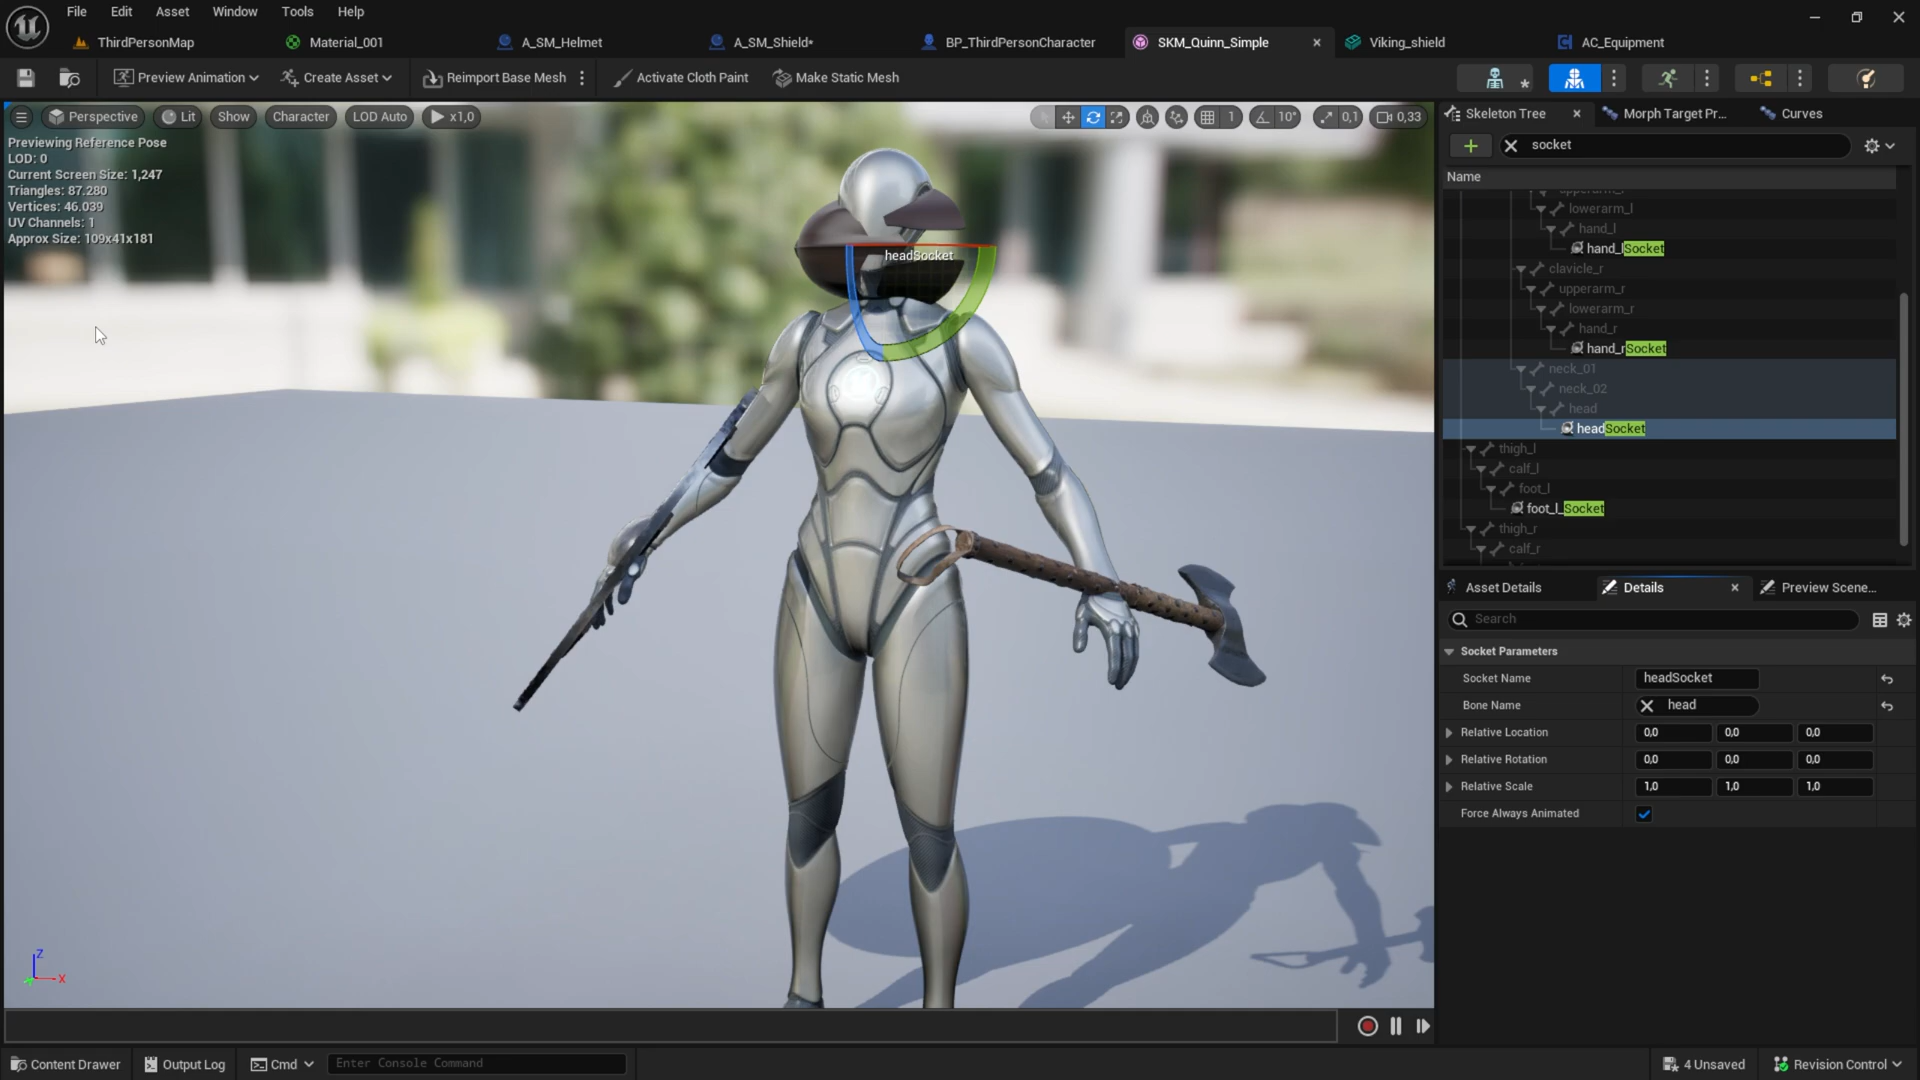 File Edit Asset Window Tools Help
ThirdPersonMap Material_001 A_SM_Helmet A_SM_Shield* BP_ThirdPersonCharacter SKM_Quinn_Simple Viking_shield AC_Equipment
Preview Animation Create Asset Reimport Base Mesh Activate Cloth Paint Make Static Mesh
Perspective Lit Show Character LOD Auto x1,0 1 10° 0,1 0,33
Previewing Reference Pose
LOD: 0
Current Screen Size: 1,247
Triangles: 87.280
Vertices: 46.039
UV Channels: 1
Approx Size: 109x41x181
headSocket
Z
X
Skeleton Tree Morph Target Pr... Curves
socket
Name
lowerarm_l
hand_l
hand_lSocket
clavicle_r
upperarm_r
lowerarm_r
hand_r
hand_rSocket
neck_01
neck_02
head
headSocket
thigh_l
calf_l
foot_l
foot_l_Socket
thigh_r
calf_r
Asset Details Details Preview Scene...
Search
Socket Parameters
Socket Name headSocket
Bone Name head
Relative Location 0,0 0,0 0,0
Relative Rotation 0,0 0,0 0,0
Relative Scale 1,0 1,0 1,0
Force Always Animated
Content Drawer Output Log Cmd Enter Console Command 4 Unsaved Revision Control